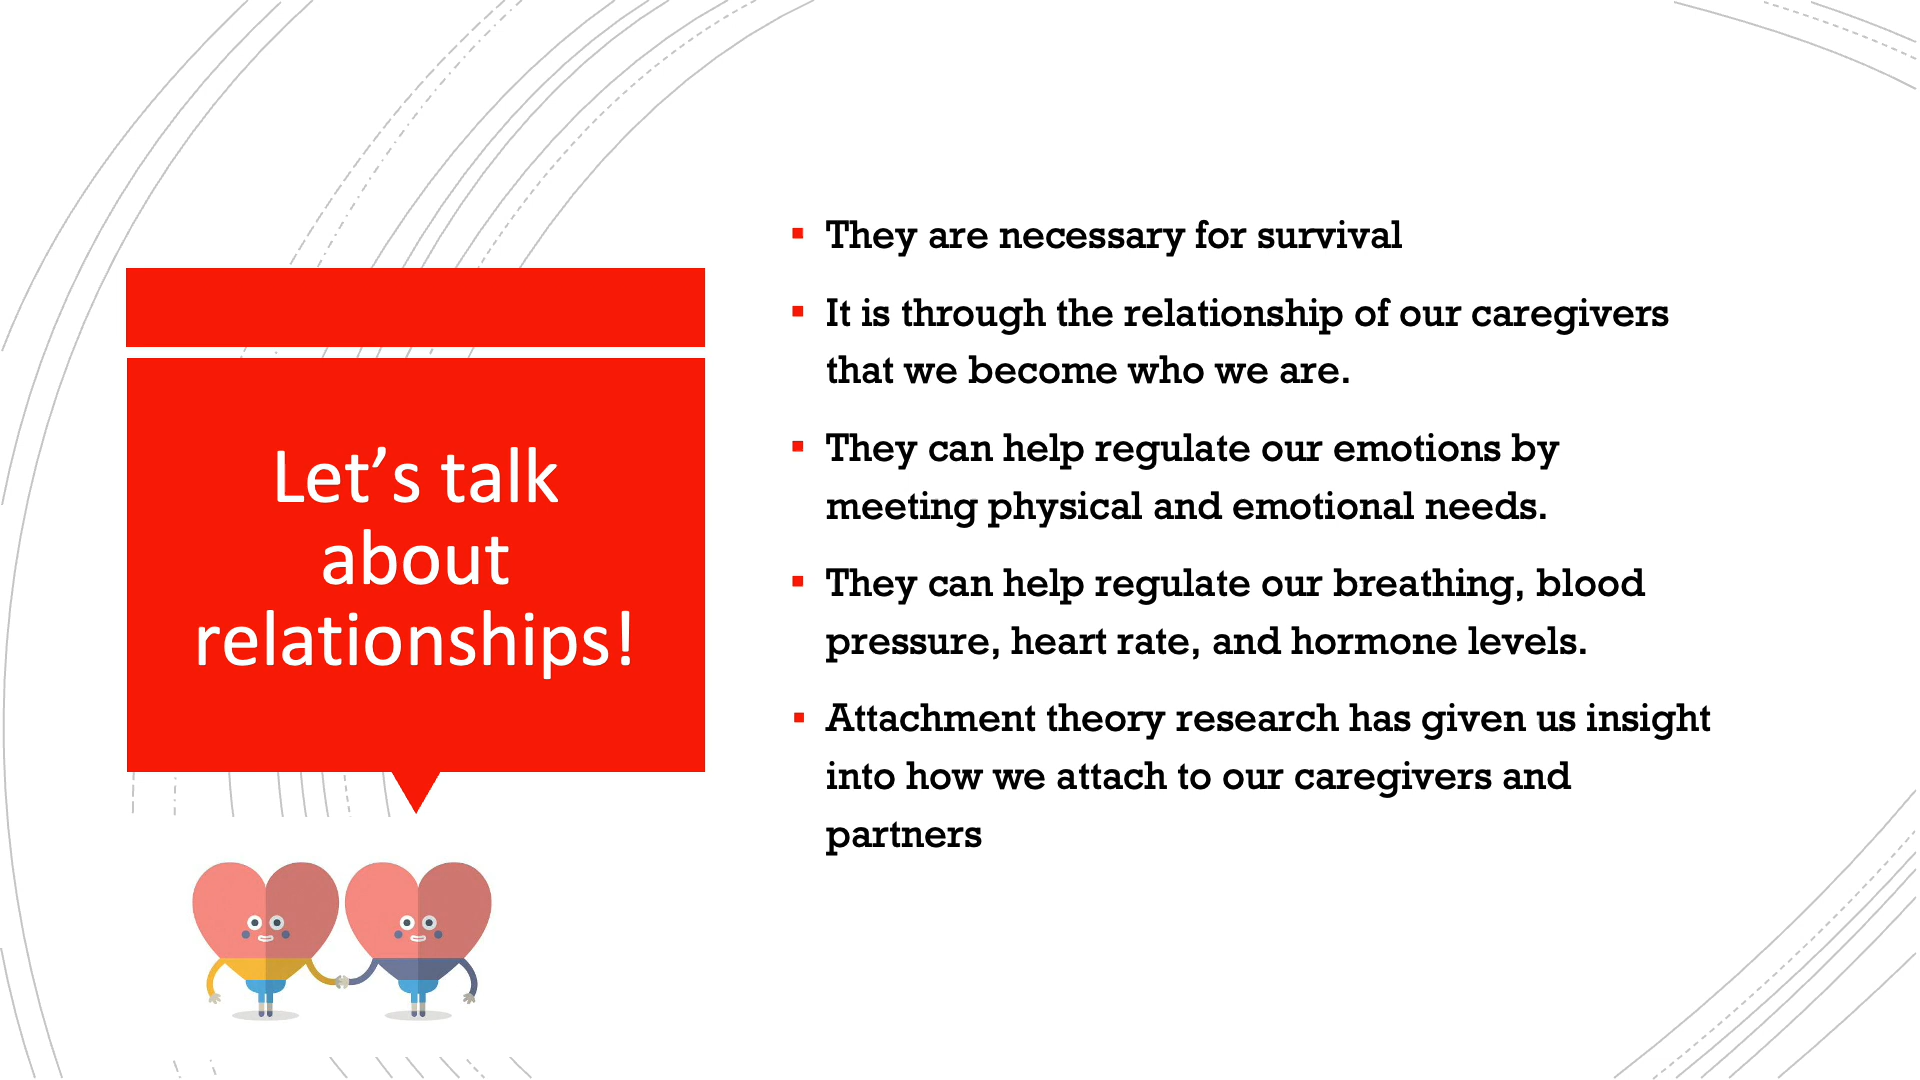 Let’s talk
about
relationships!
▪ They are necessary for survival
▪ It is through the relationship of our caregivers
that we become who we are.
▪ They can help regulate our emotions by
meeting physical and emotional needs.
▪ They can help regulate our breathing, blood
pressure, heart rate, and hormone levels.
▪ Attachment theory research has given us insight
into how we attach to our caregivers and
partners